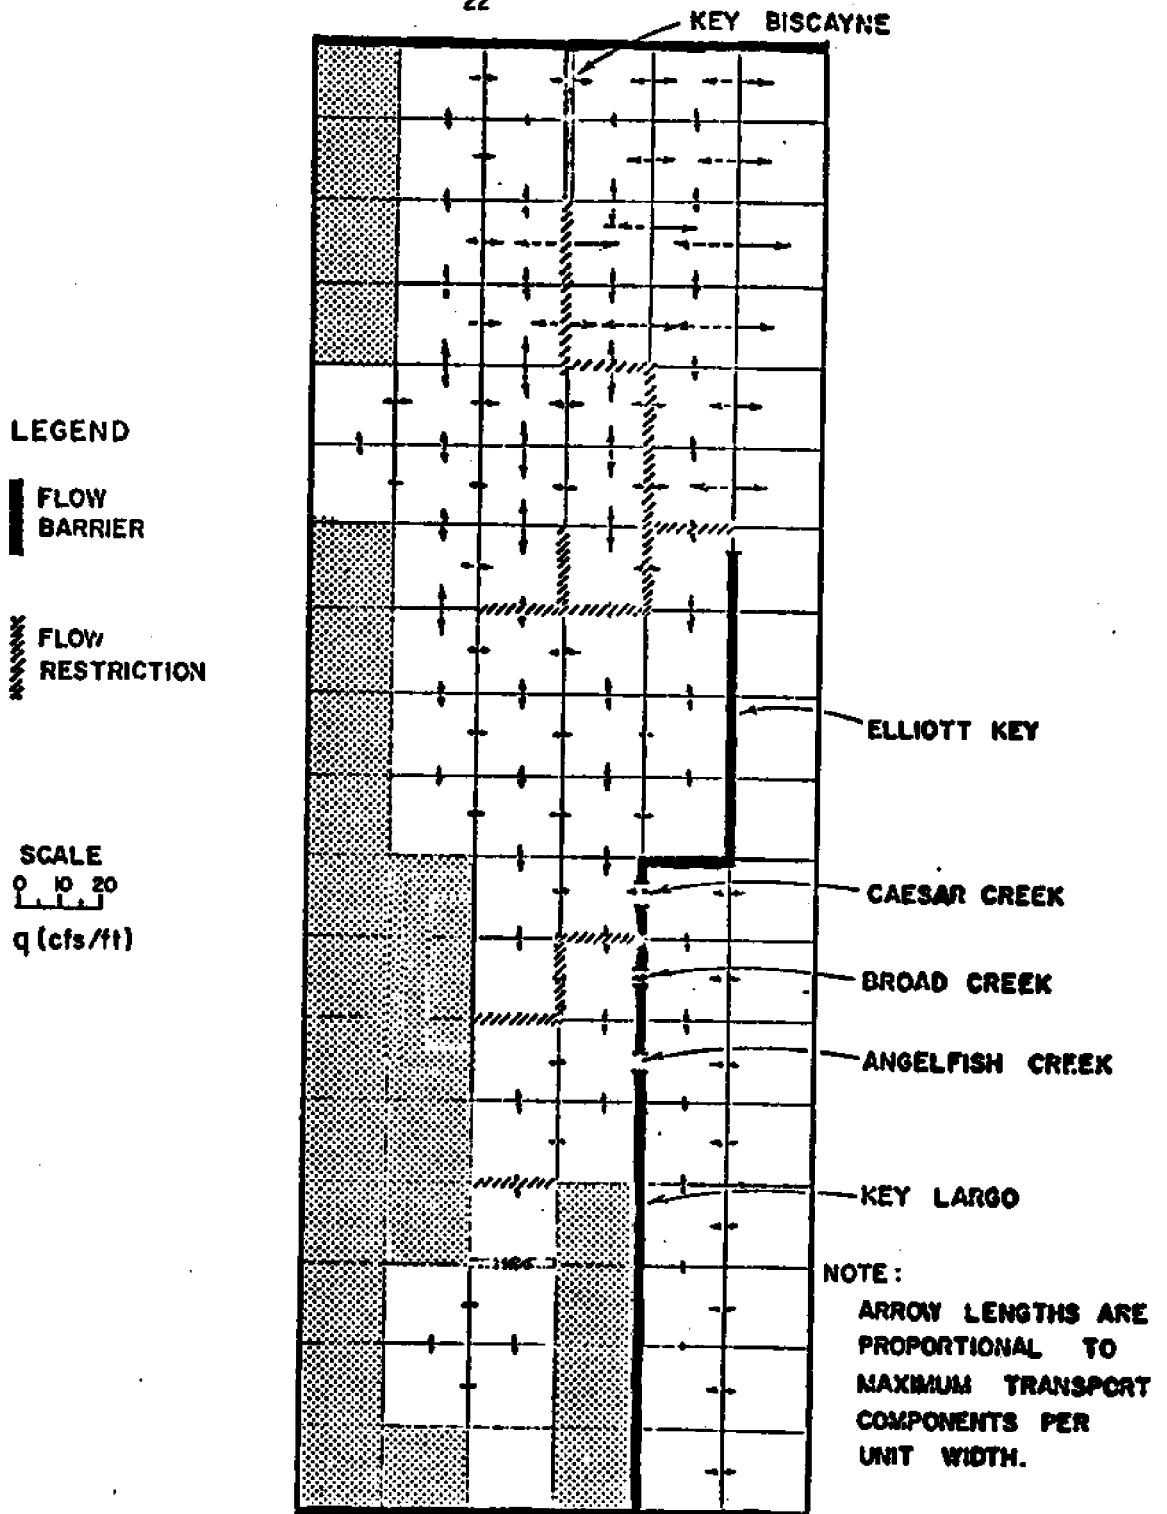 22
KEY BISCAYNE
LEGEND
FLOW
BARRIER
FLOW
RESTRICTION
ELLIOTT KEY
SCALE
0 10 20
q (cfs/ft)
CAESAR CREEK
BROAD CREEK
ANGELFISH CREEK
KEY LARGO
NOTE:
ARROW LENGTHS ARE
PROPORTIONAL TO
MAXIMUM TRANSPORT
COMPONENTS PER
UNIT WIDTH.